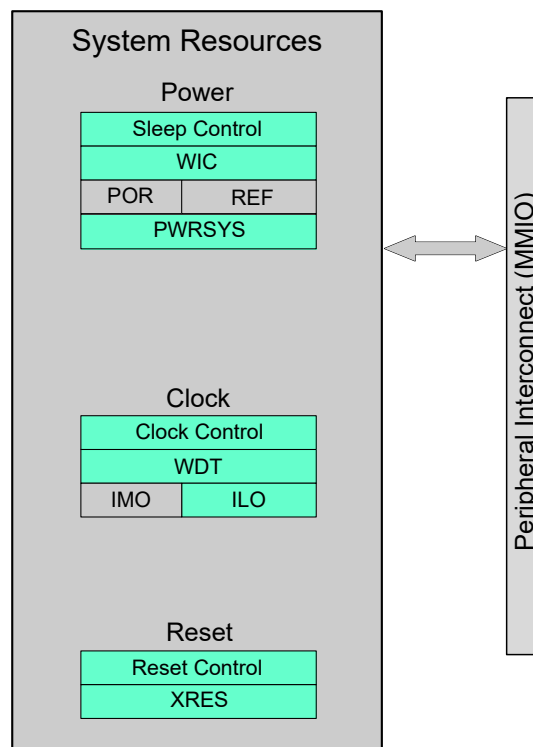 System Resources
Power
Sleep Control
WIC
POR REF
PWRSYS
Clock
Clock Control
WDT
IMO ILO
Reset
Reset Control
XRES
Peripheral Interconnect (MMIO)